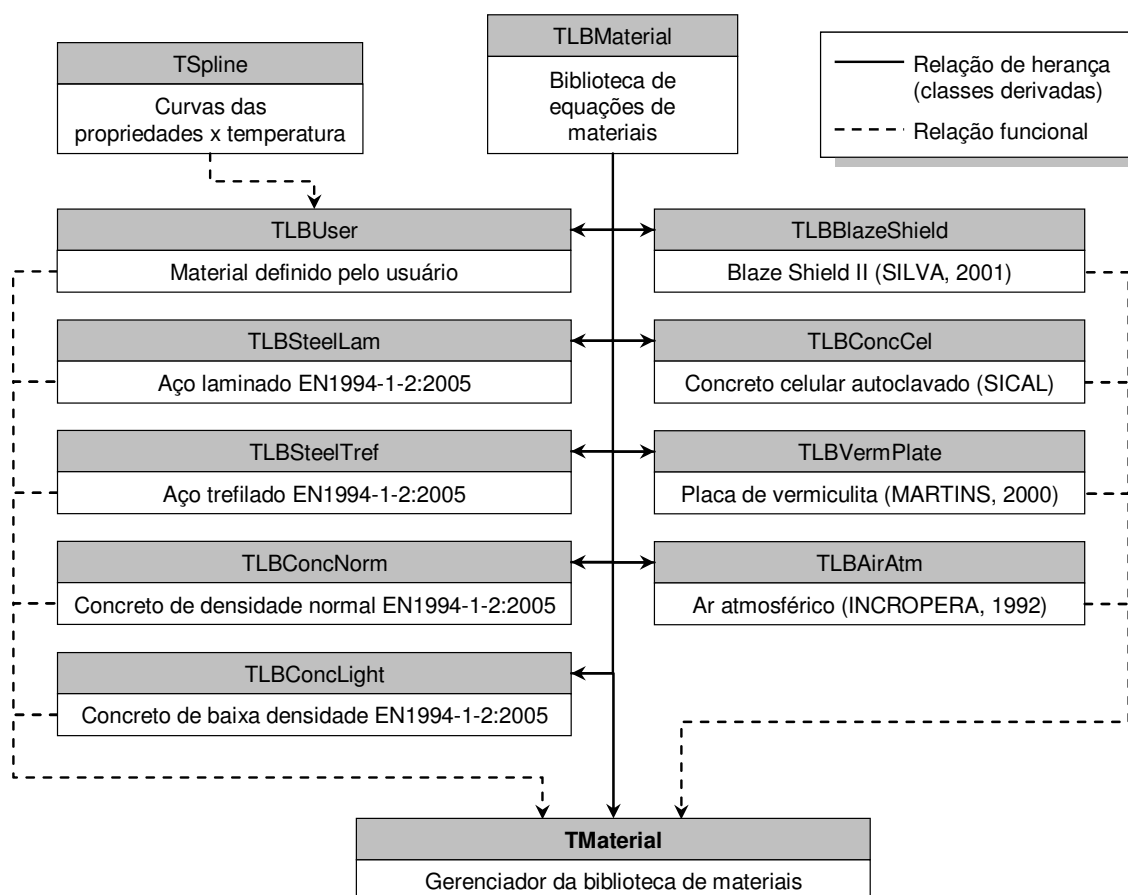 TLBMaterial
Biblioteca de
equações de
materiais
TSpline
Curvas das
propriedades x temperatura
Relação de herança
(classes derivadas)
Relação funcional
TLBUser
Material definido pelo usuário
TLBBlazeShield
Blaze Shield II (SILVA, 2001)
TLBSteelLam
Aço laminado EN1994-1-2:2005
TLBConcCel
Concreto celular autoclavado (SICAL)
TLBSteelTref
Aço trefilado EN1994-1-2:2005
TLBVermPlate
Placa de vermiculita (MARTINS, 2000)
TLBConcNorm
Concreto de densidade normal EN1994-1-2:2005
TLBAirAtm
Ar atmosférico (INCROPERA, 1992)
TLBConcLight
Concreto de baixa densidade EN1994-1-2:2005
TMaterial
Gerenciador da biblioteca de materiais